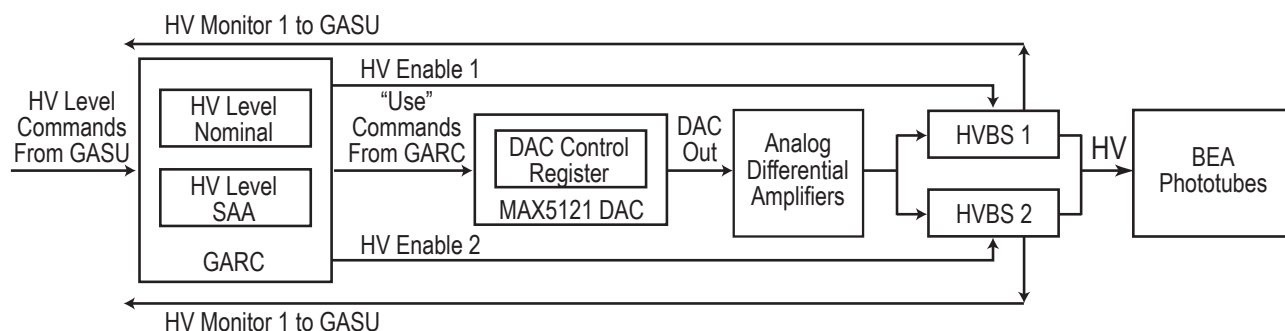 HV Monitor 1 to GASU
HV Level
Commands
From GASU
HV Level
Nominal
HV Level
SAA
GARC
HV Enable 1
“Use”
Commands
From GARC
HV Enable 2
DAC Control
Register
MAX5121 DAC
DAC
Out
Analog
Differential
Amplifiers
HVBS 1
HVBS 2
HV
BEA
Phototubes
HV Monitor 1 to GASU